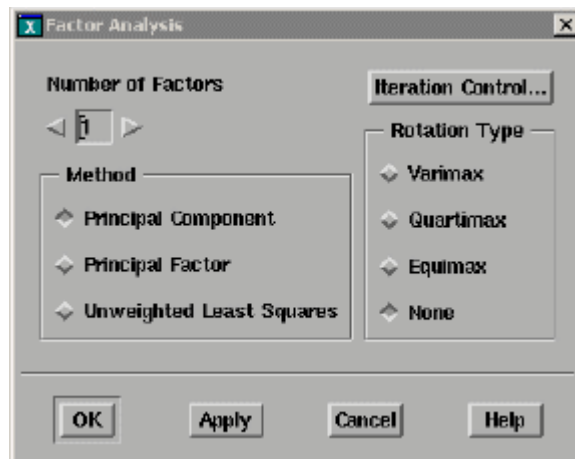 Factor Analysis
Number of Factors
Iteration Control...
1
Rotation Type
Method
Varimax
Principal Component
Quartimax
Principal Factor
Equimax
Unweighted Least Squares
None
OK
Apply
Cancel
Help